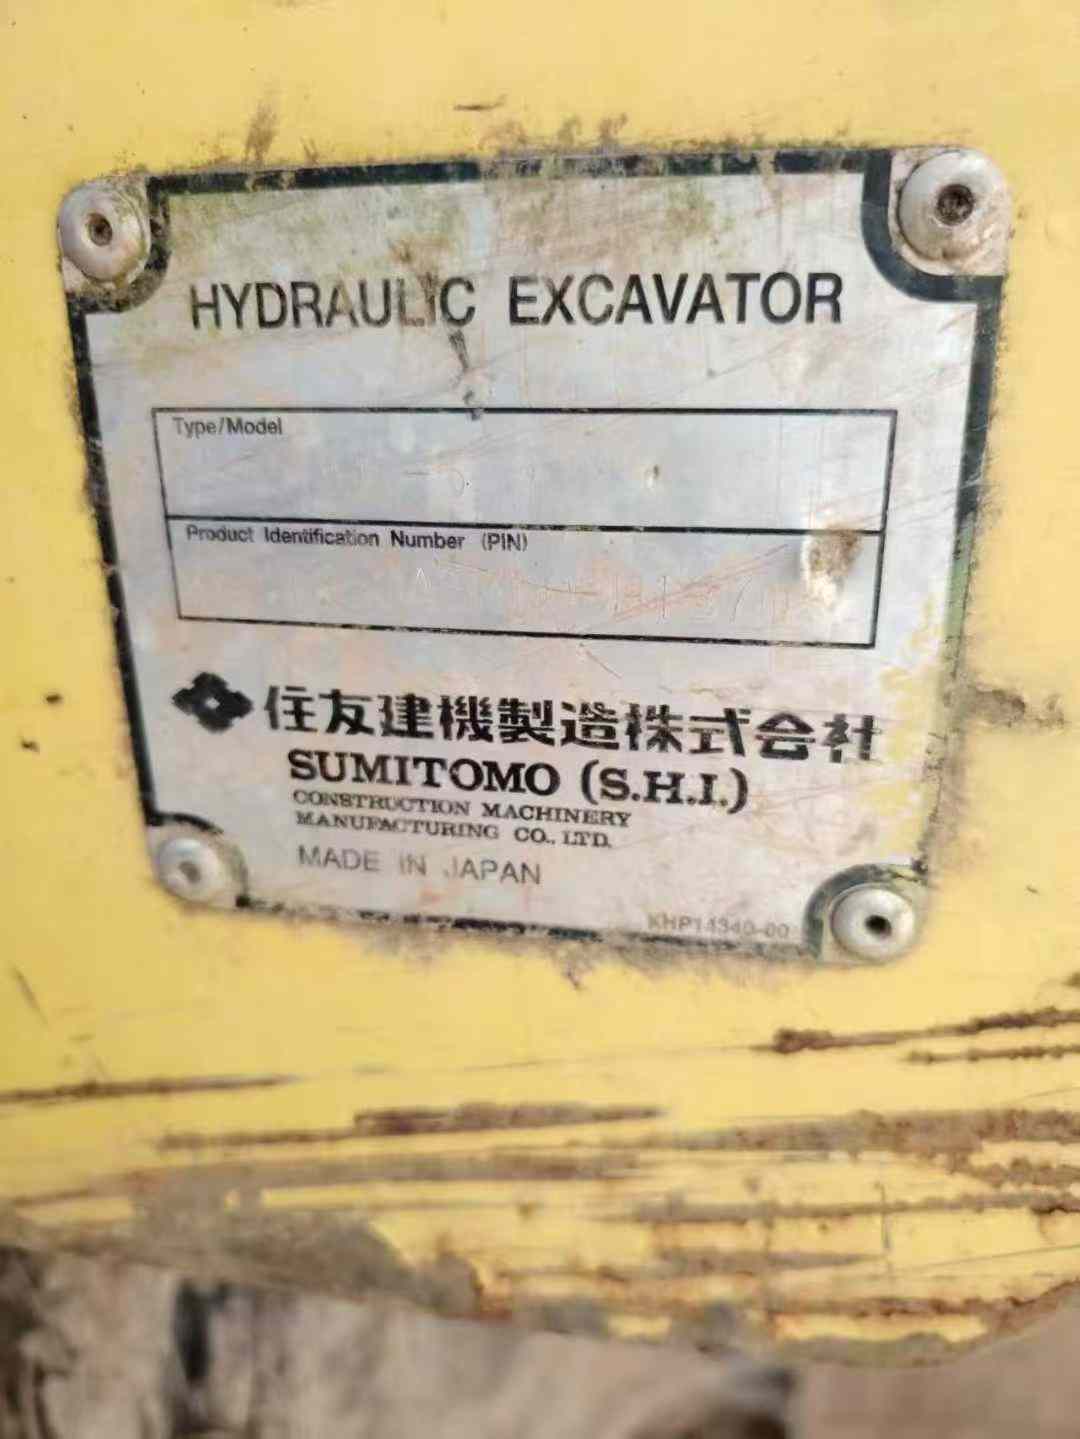 HYDRAULIC EXCAVATOR
Type/Model
Product Identification Number (PIN)
住友建機製造株式会社
SUMITOMO (S.H.I.)
CONSTRUCTION MACHINERY
MANUFACTURING CO., LTD.
MADE IN JAPAN
KHP14340-00